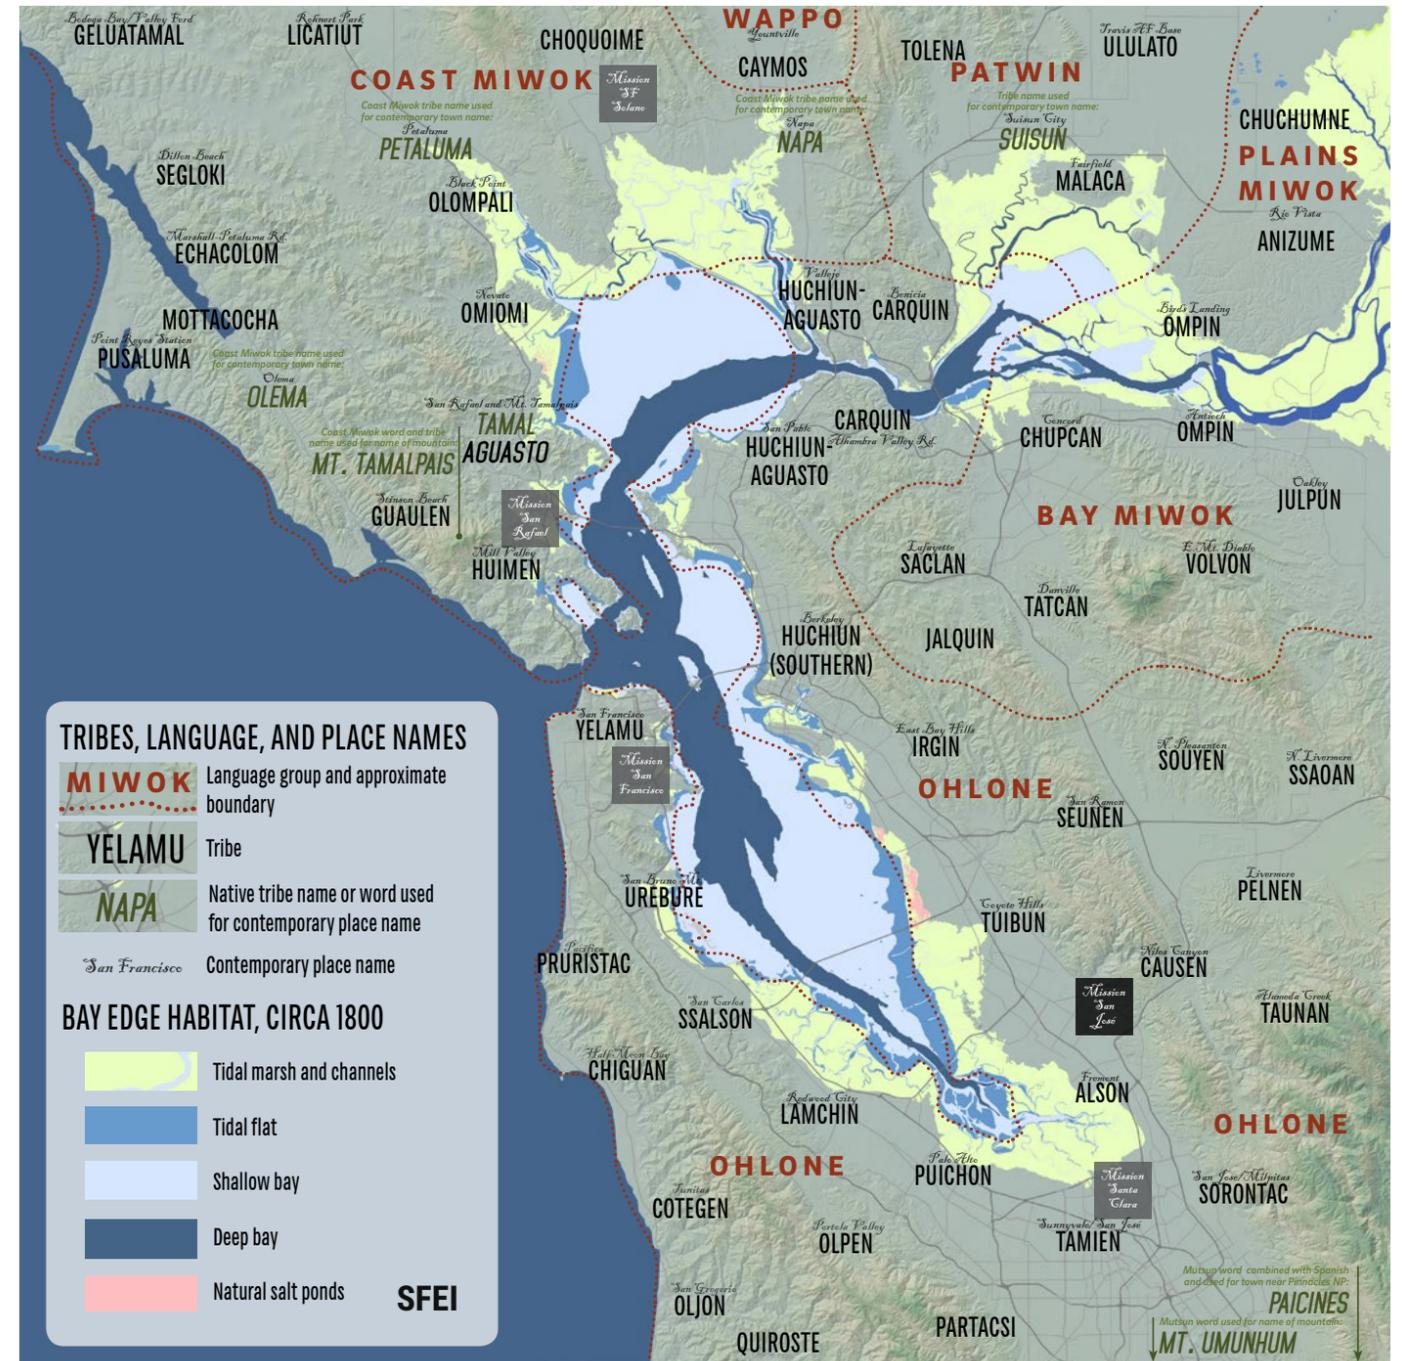 Bodega Bay/Valley Ford
GELUATAMAL
Rohnert Park
LICATIUT
CHOQUOIME
WAPPO
Yountville
CAYMOS
TOLENA
Travis AF Base
ULULATO
COAST MIWOK
Mission
SF
Solano
PATWIN
Coast Miwok tribe name used
for contemporary town name:
Petaluma
PETALUMA
Coast Miwok tribe name used
for contemporary town name:
Napa
NAPA
Tribe name used
for contemporary town name:
Suisun City
SUISUN
CHUCHUMNE
PLAINS
MIWOK
Dillon Beach
SEGLOKI
Black Point
OLOMPALI
Fairfield
MALACA
Rio Vista
ANIZUME
Marshall-Petaluma Rd.
ECHACOLOM
Novato
OMIOMI
Vallejo
HUCHIUN-
AGUASTO
Benicia
CARQUIN
Bird's Landing
OMPIN
MOTTACOCHA
Point Reyes Station
PUSALUMA
Coast Miwok tribe name used
for contemporary town name:
Olema
OLEMA
San Rafael and Mt. Tamalpais
TAMAL
AGUASTO
Coast Miwok word and tribe
name used for name of mountain:
MT. TAMALPAIS
San Pablo
HUCHIUN-
AGUASTO
CARQUIN
Alhambra Valley Rd.
Concord
CHUPCAN
Antioch
OMPIN
Stinson Beach
GUAULEN
Mission
San
Rafael
Oakley
JULPUN
BAY MIWOK
Mill Valley
HUIMEN
Lafayette
SACLAN
E.Mt. Diablo
VOLVON
Danville
TATCAN
Berkeley
HUCHIUN
(SOUTHERN)
JALQUIN
San Francisco
YELAMU
Mission
San
Francisco
East Bay Hills
IRGIN
N. Pleasanton
SOUYEN
N. Livermore
SSAOAN
OHLONE
San Ramon
SEUNEN
San Bruno Mt.
UREBURE
Livermore
PELNEN
Coyote Hills
TUIBUN
Pacifica
PRURISTAC
Niles Canyon
CAUSEN
Mission
San
José
San Carlos
SSALSON
Alameda Creek
TAUNAN
Half Moon Bay
CHIGUAN
Redwood City
LAMCHIN
Fremont
ALSON
OHLONE
OHLONE
Palo Alto
PUICHON
Mission
Santa
Clara
San Jose/Milpitas
SORONTAC
Tunitas
COTEGEN
Portola Valley
OLPEN
Sunnyvale/San José
TAMIEN
San Gregorio
OLJON
QUIROSTE
PARTACSI
Mutsun word combined with Spanish
and used for town near Pinnacles NP:
PAICINES
Mutsun word used for name of mountain:
MT. UMUNHUM
TRIBES, LANGUAGE, AND PLACE NAMES
MIWOK
Language group and approximate
boundary
YELAMU
Tribe
NAPA
Native tribe name or word used
for contemporary place name
San Francisco
Contemporary place name
BAY EDGE HABITAT, CIRCA 1800
Tidal marsh and channels
Tidal flat
Shallow bay
Deep bay
Natural salt ponds
SFEI